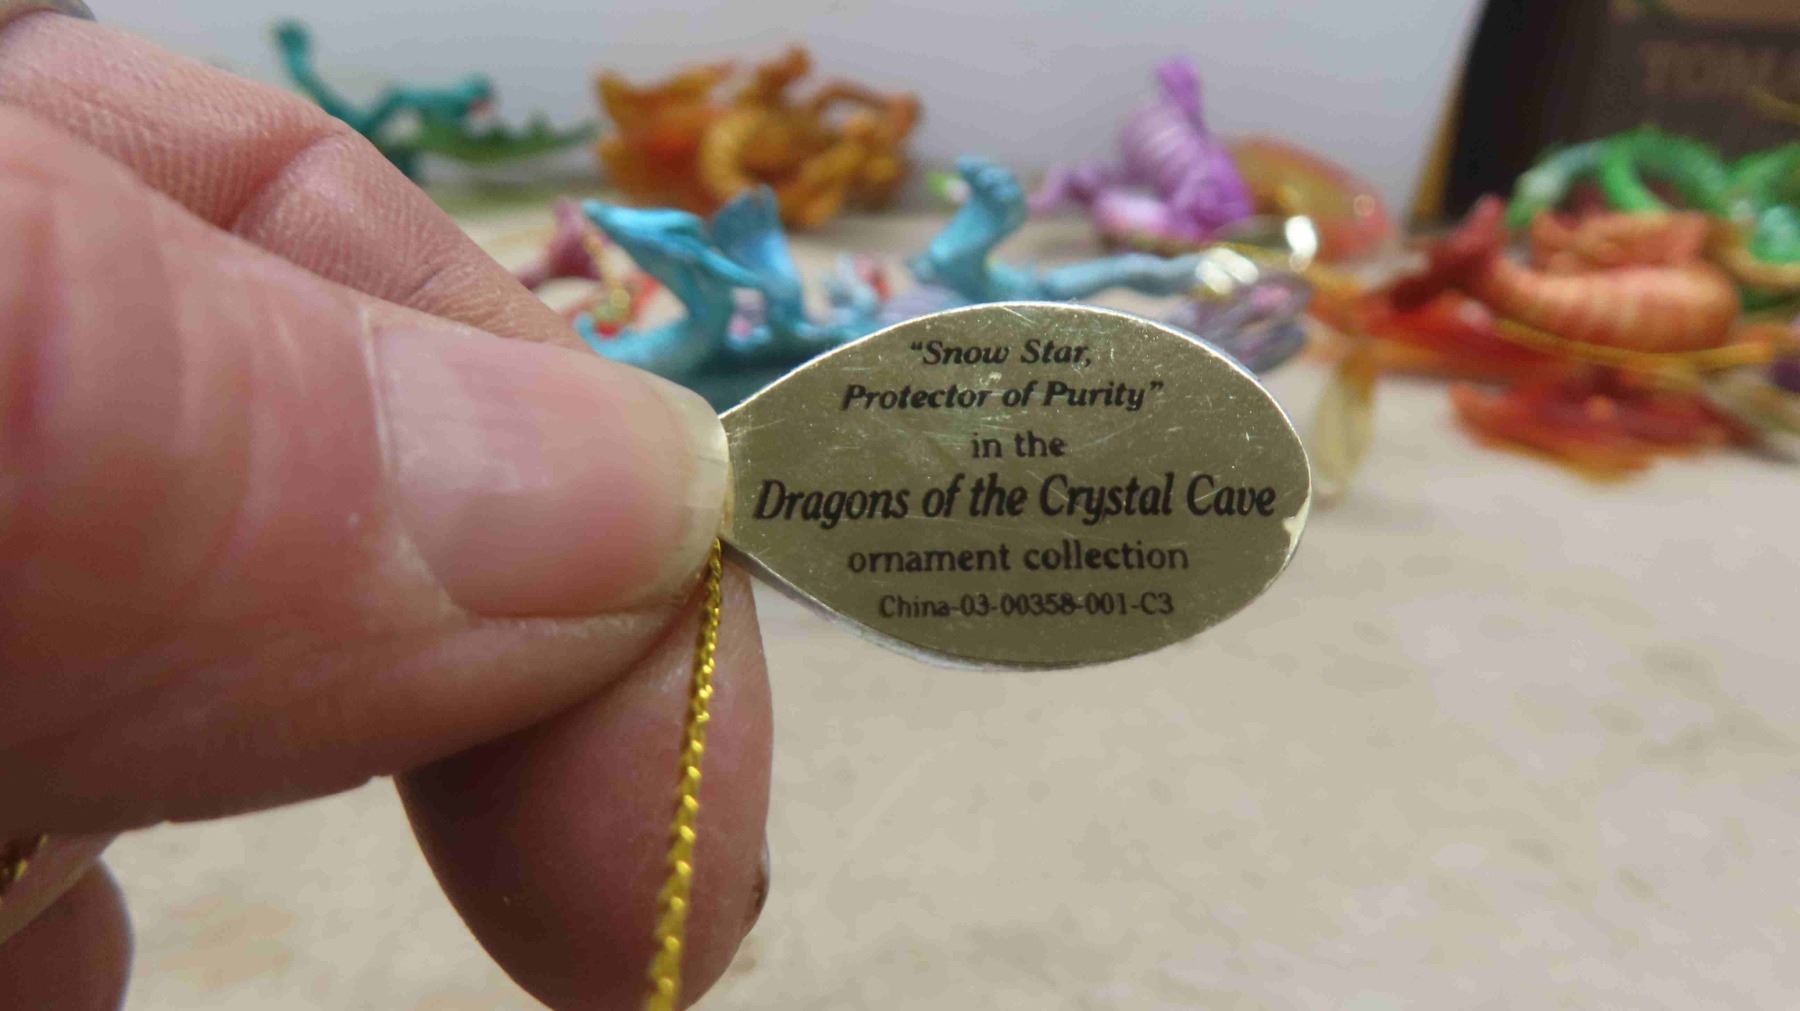 “Snow Star,
Protector of Purity”
in the
Dragons of the Crystal Cave
ornament collection
China-03-00358-001-C3